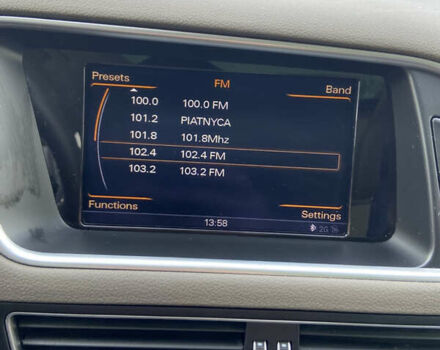 Presets FM Band
100.0 100.0 FM
101.2 PIATNYCA
101.8 101.8Mhz
102.4 102.4 FM
103.2 103.2 FM
Functions Settings
13:58 2G